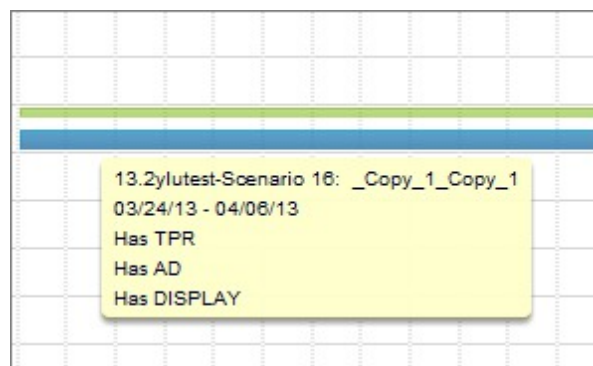 13.2ylutest-Scenario 16: _Copy_1_Copy_1
03/24/13 - 04/06/13
Has TPR
Has AD
Has DISPLAY